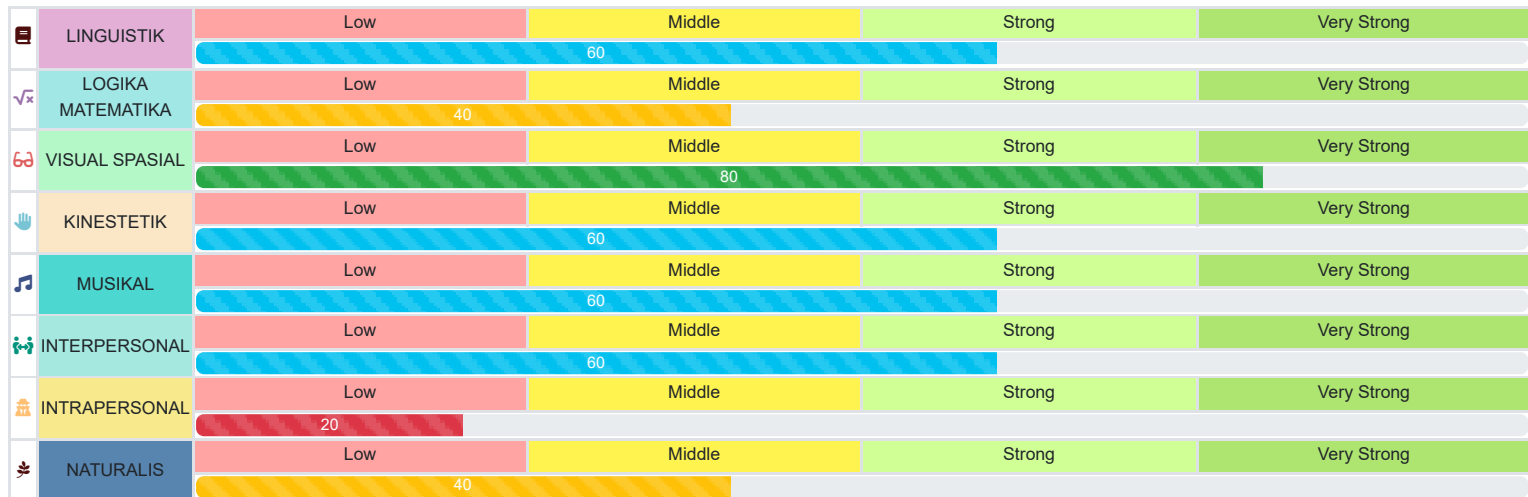 LINGUISTIK
Low Middle Strong Very Strong
60
LOGIKA
MATEMATIKA
Low Middle Strong Very Strong
40
VISUAL SPASIAL
Low Middle Strong Very Strong
80
KINESTETIK
Low Middle Strong Very Strong
60
MUSIKAL
Low Middle Strong Very Strong
60
INTERPERSONAL
Low Middle Strong Very Strong
60
INTRAPERSONAL
Low Middle Strong Very Strong
20
NATURALIS
Low Middle Strong Very Strong
40